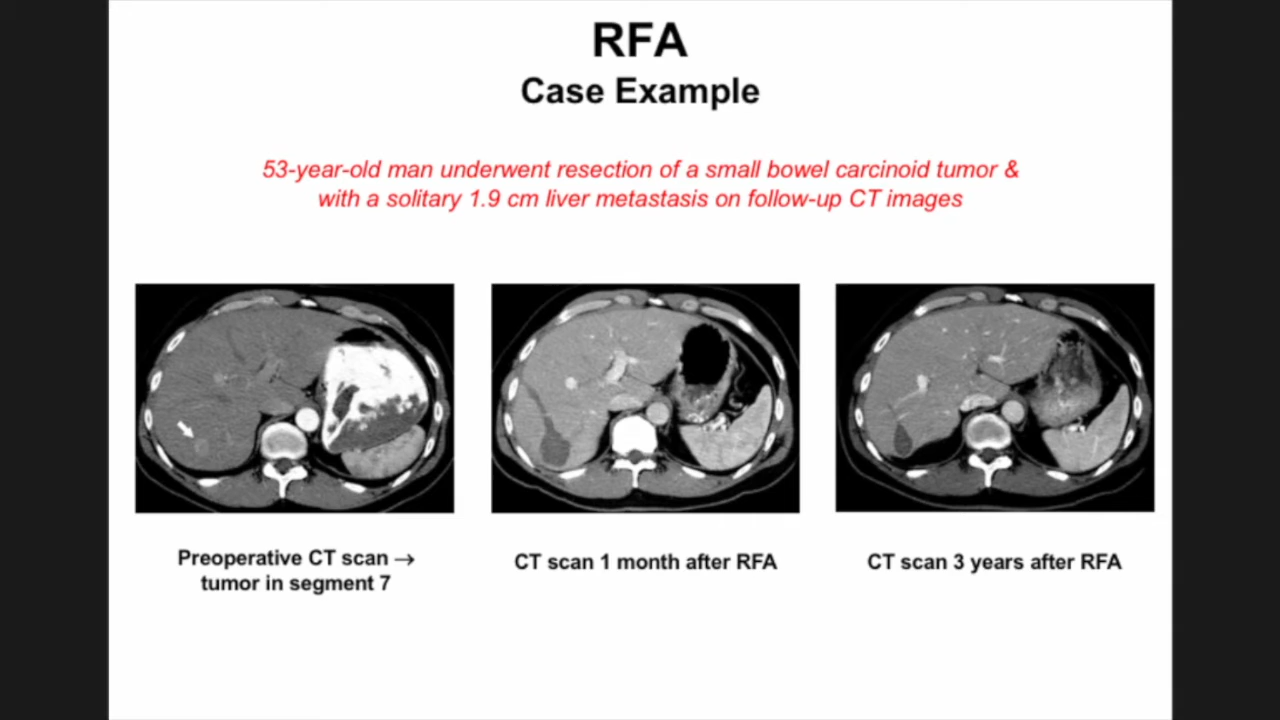 RFA
Case Example
53-year-old man underwent resection of a small bowel carcinoid tumor &
with a solitary 1.9 cm liver metastasis on follow-up CT images
Preoperative CT scan →
tumor in segment 7
CT scan 1 month after RFA
CT scan 3 years after RFA